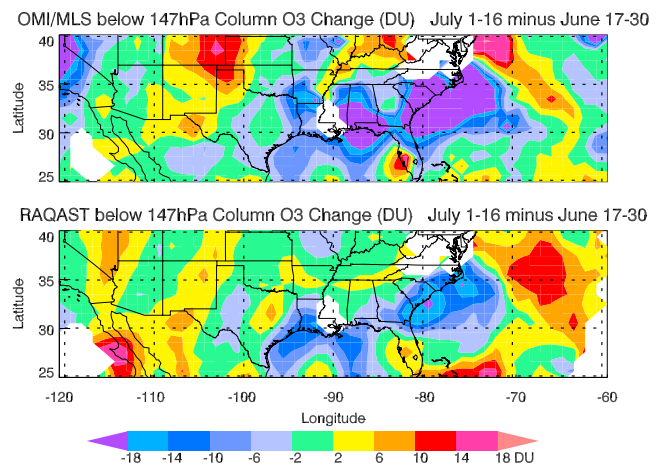 OMI/MLS below 147hPa Column O3 Change (DU) July 1-16 minus June 17-30
40
35
30
25
Latitude
RAQAST below 147hPa Column O3 Change (DU) July 1-16 minus June 17-30
40
35
30
25
Latitude
-120 -110 -100 -90 -80 -70 -60
Longitude
-18 -14 -10 -6 -2 2 6 10 14 18 DU